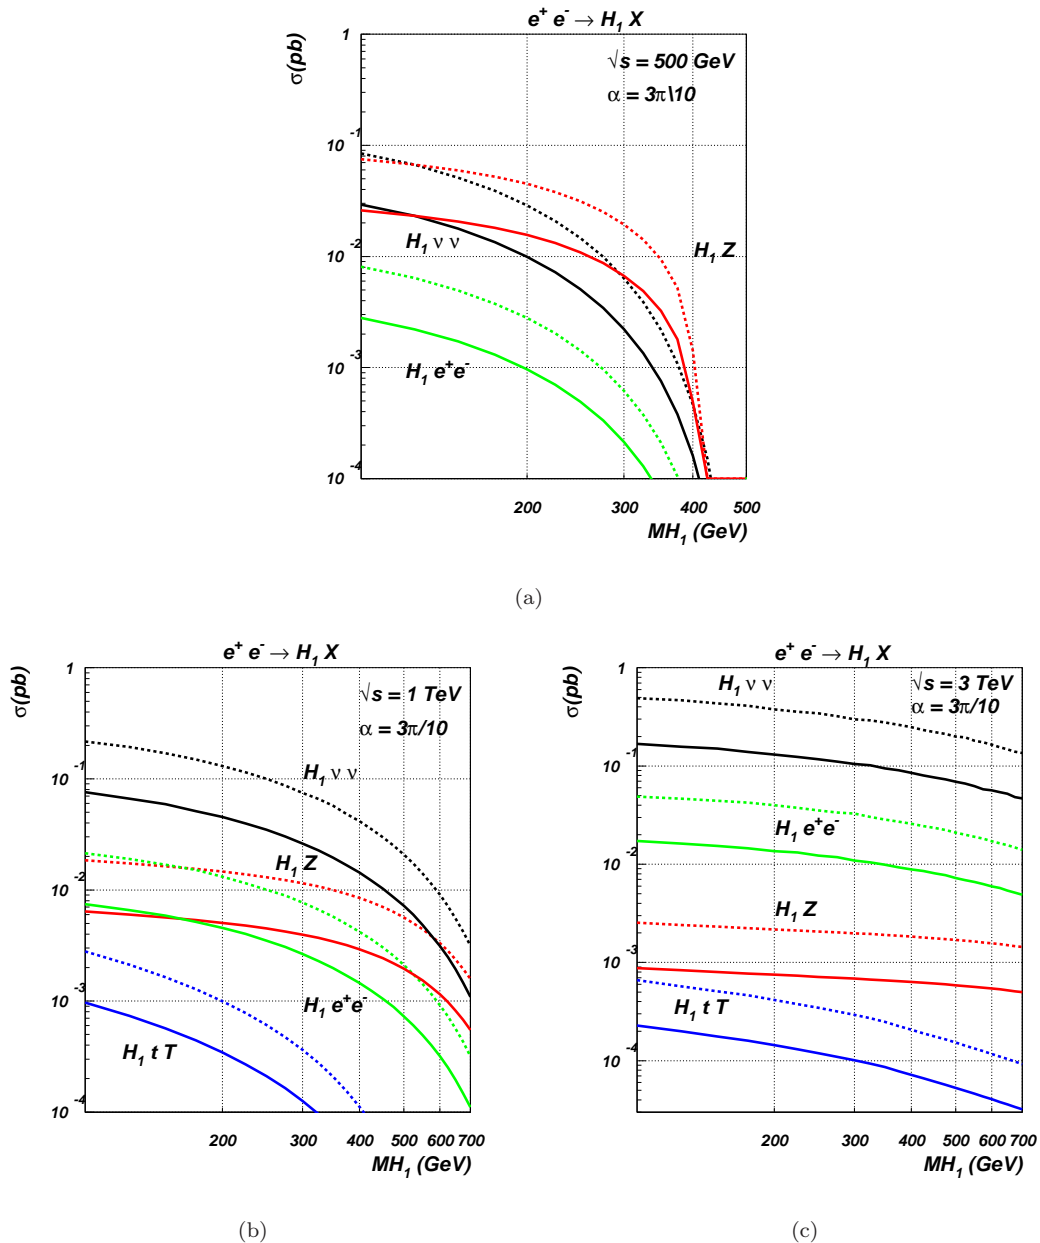 e⁺ e⁻ → H₁ X
σ(pb)
1
√s = 500 GeV
α = 3π\10
10⁻¹
H₁ ν ν
H₁ Z
10⁻²
H₁ e⁺e⁻
10⁻³
10⁻⁴
200 300 400 500
MH₁ (GeV)
(a)
e⁺ e⁻ → H₁ X
σ(pb)
1
√s = 1 TeV
α = 3π/10
H₁ ν ν
10⁻¹
H₁ Z
10⁻²
H₁ e⁺e⁻
10⁻³
H₁ t T
10⁻⁴
200 300 400 500 600 700
MH₁ (GeV)
(b)
e⁺ e⁻ → H₁ X
σ(pb)
1
H₁ ν ν
√s = 3 TeV
α = 3π/10
10⁻¹
H₁ e⁺e⁻
10⁻²
H₁ Z
10⁻³
H₁ t T
10⁻⁴
200 300 400 500 600 700
MH₁ (GeV)
(c)